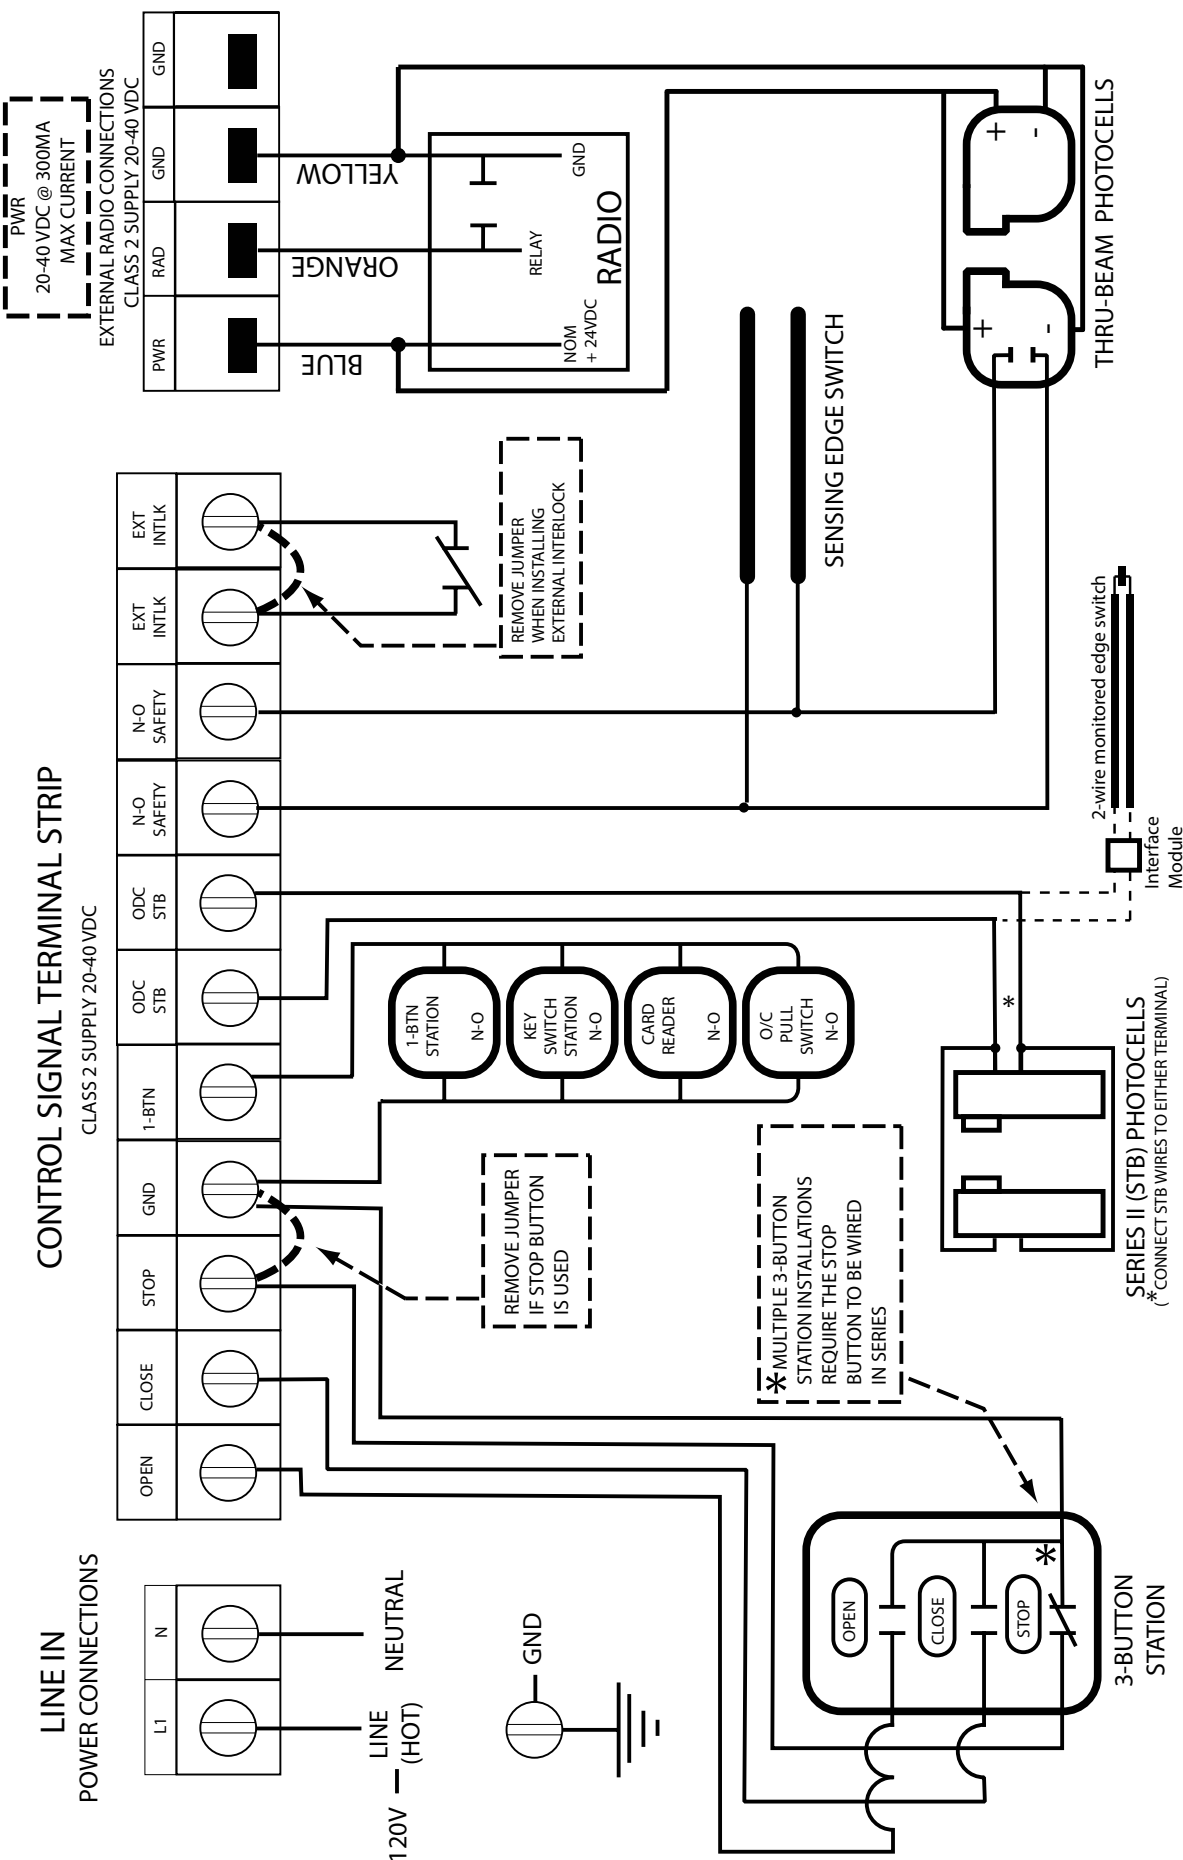 LINE IN
POWER CONNECTIONS
L1
N
120V
LINE
(HOT)
NEUTRAL
GND
CONTROL SIGNAL TERMINAL STRIP
CLASS 2 SUPPLY 20-40 VDC
OPEN
CLOSE
STOP
GND
1-BTN
ODC
STB
ODC
STB
N-O
SAFETY
N-O
SAFETY
EXT
INTLK
EXT
INTLK
PWR
20-40 VDC @ 300MA
MAX CURRENT
EXTERNAL RADIO CONNECTIONS
CLASS 2 SUPPLY 20-40 VDC
PWR
RAD
GND
GND
BLUE
ORANGE
YELLOW
NOM
+ 24VDC
RELAY
GND
RADIO
REMOVE JUMPER
IF STOP BUTTON
IS USED
REMOVE JUMPER
WHEN INSTALLING
EXTERNAL INTERLOCK
1-BTN
STATION
N-O
KEY
SWITCH
STATION
N-O
CARD
READER
N-O
O/C
PULL
SWITCH
N-O
*MULTIPLE 3-BUTTON
STATION INSTALLATIONS
REQUIRE THE STOP
BUTTON TO BE WIRED
IN SERIES
OPEN
CLOSE
STOP
*
3-BUTTON
STATION
*
SERIES II (STB) PHOTOCELLS
(*CONNECT STB WIRES TO EITHER TERMINAL)
2-wire monitored edge switch
Interface
Module
SENSING EDGE SWITCH
+
-
+
-
THRU-BEAM PHOTOCELLS